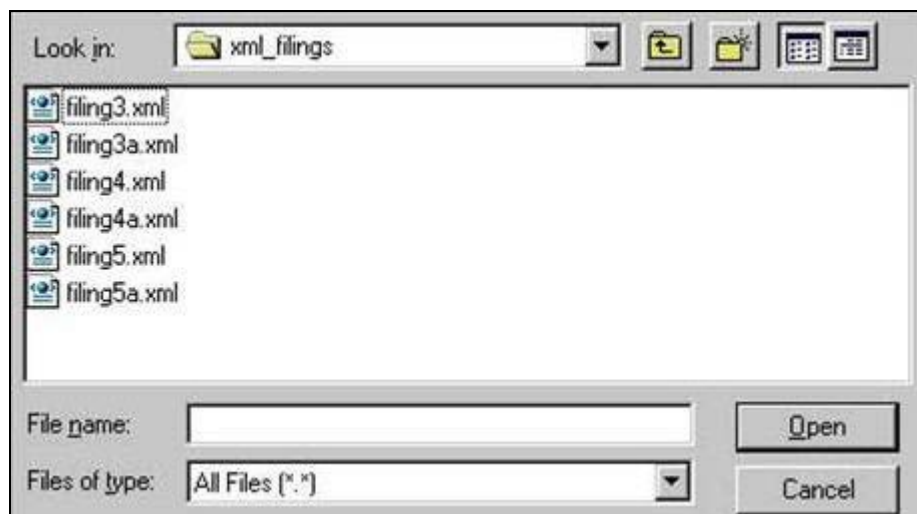 Look in: xml_filings
filing3.xml
filing3a.xml
filing4.xml
filing4a.xml
filing5.xml
filing5a.xml
File name: Open
Files of type: All Files (*.*) Cancel